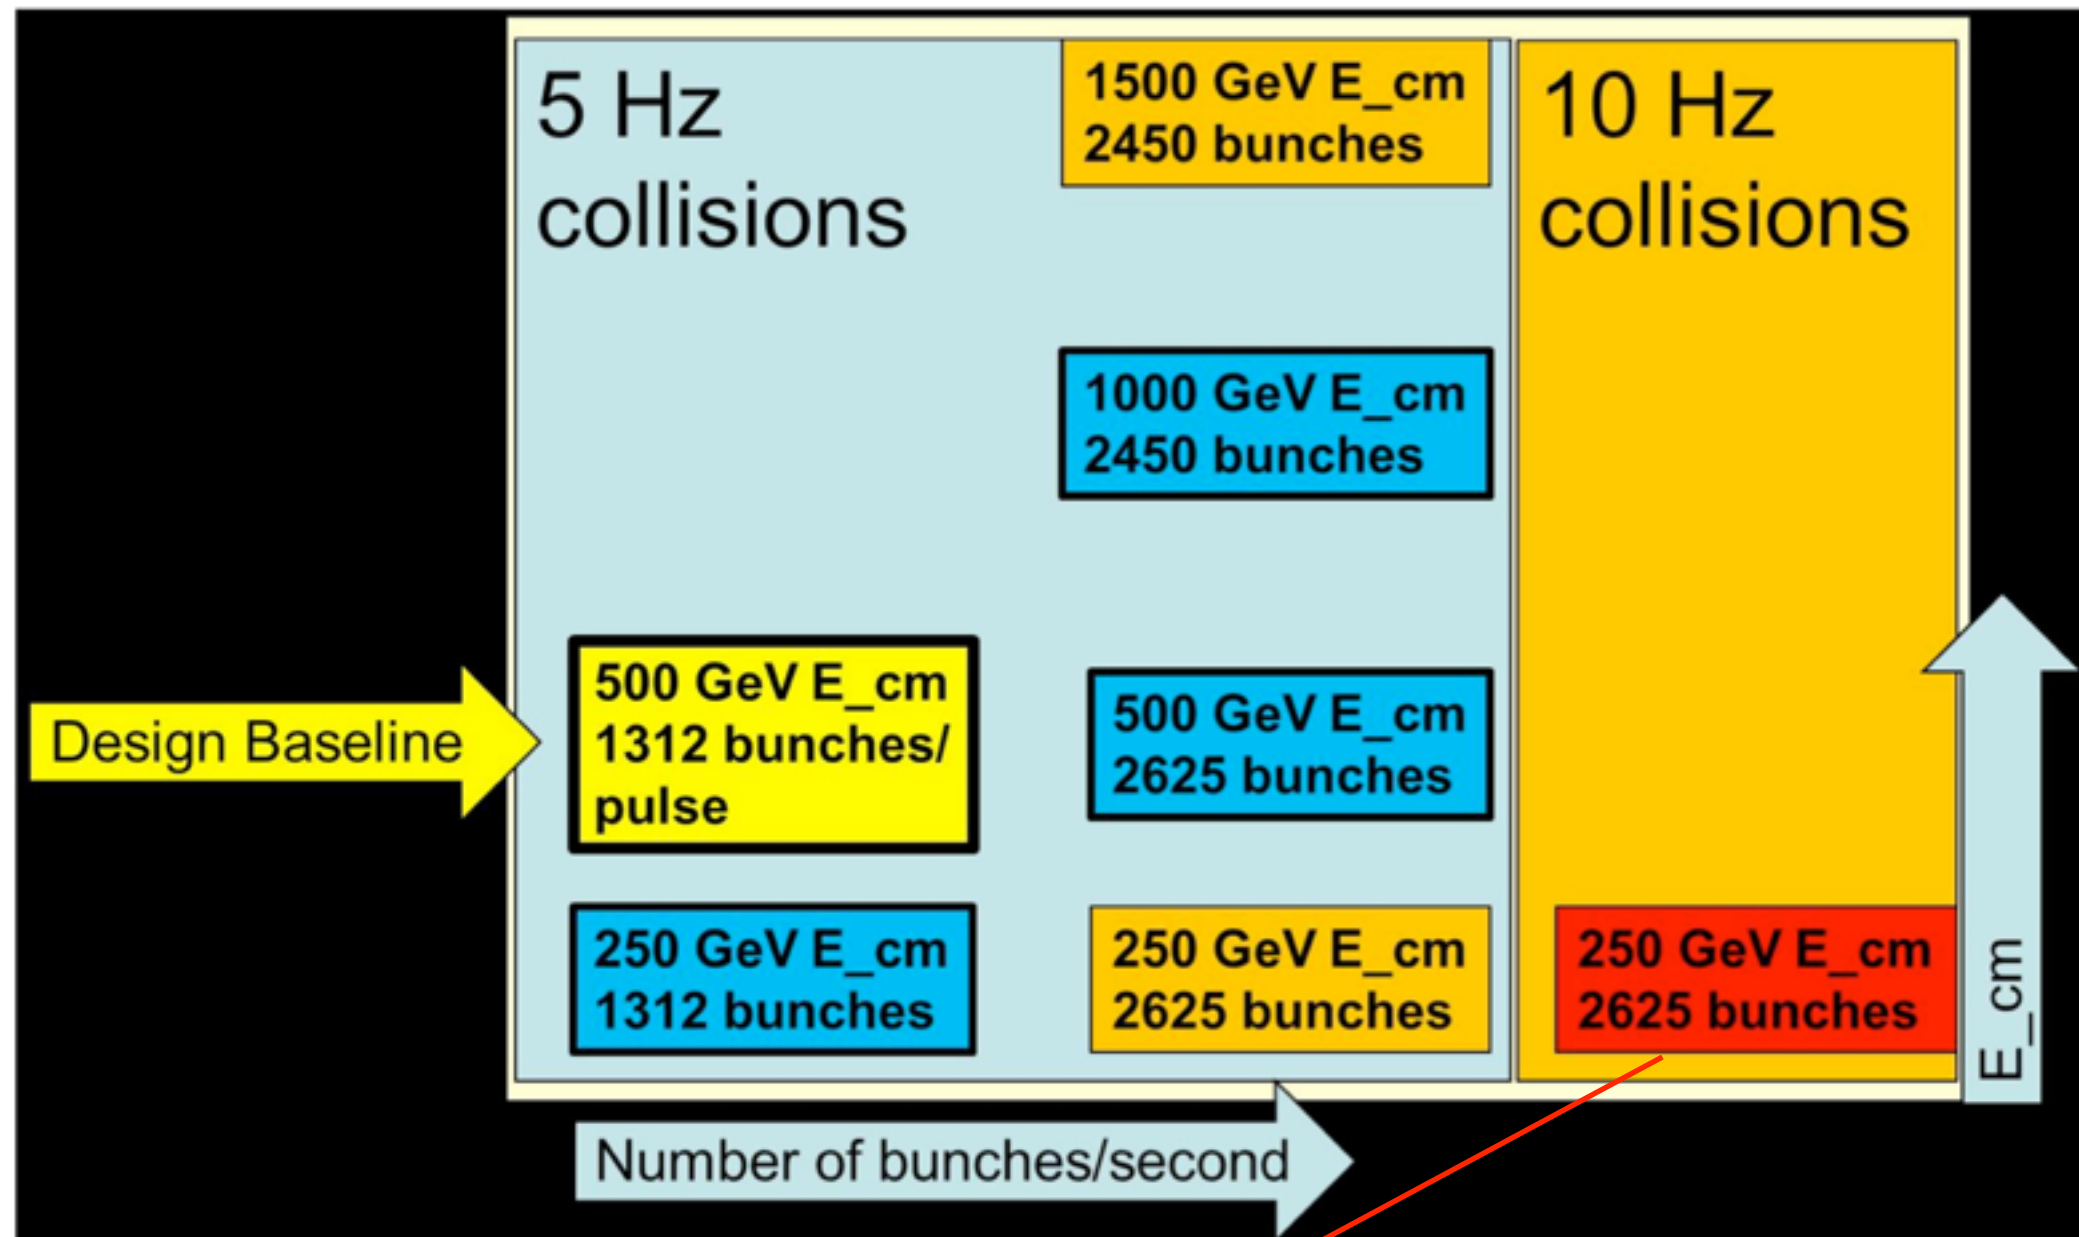 5 Hz
collisions
1500 GeV E_cm
2450 bunches
10 Hz
collisions
1000 GeV E_cm
2450 bunches
Design Baseline
500 GeV E_cm
1312 bunches/
pulse
500 GeV E_cm
2625 bunches
250 GeV E_cm
1312 bunches
250 GeV E_cm
2625 bunches
250 GeV E_cm
2625 bunches
E_cm
Number of bunches/second